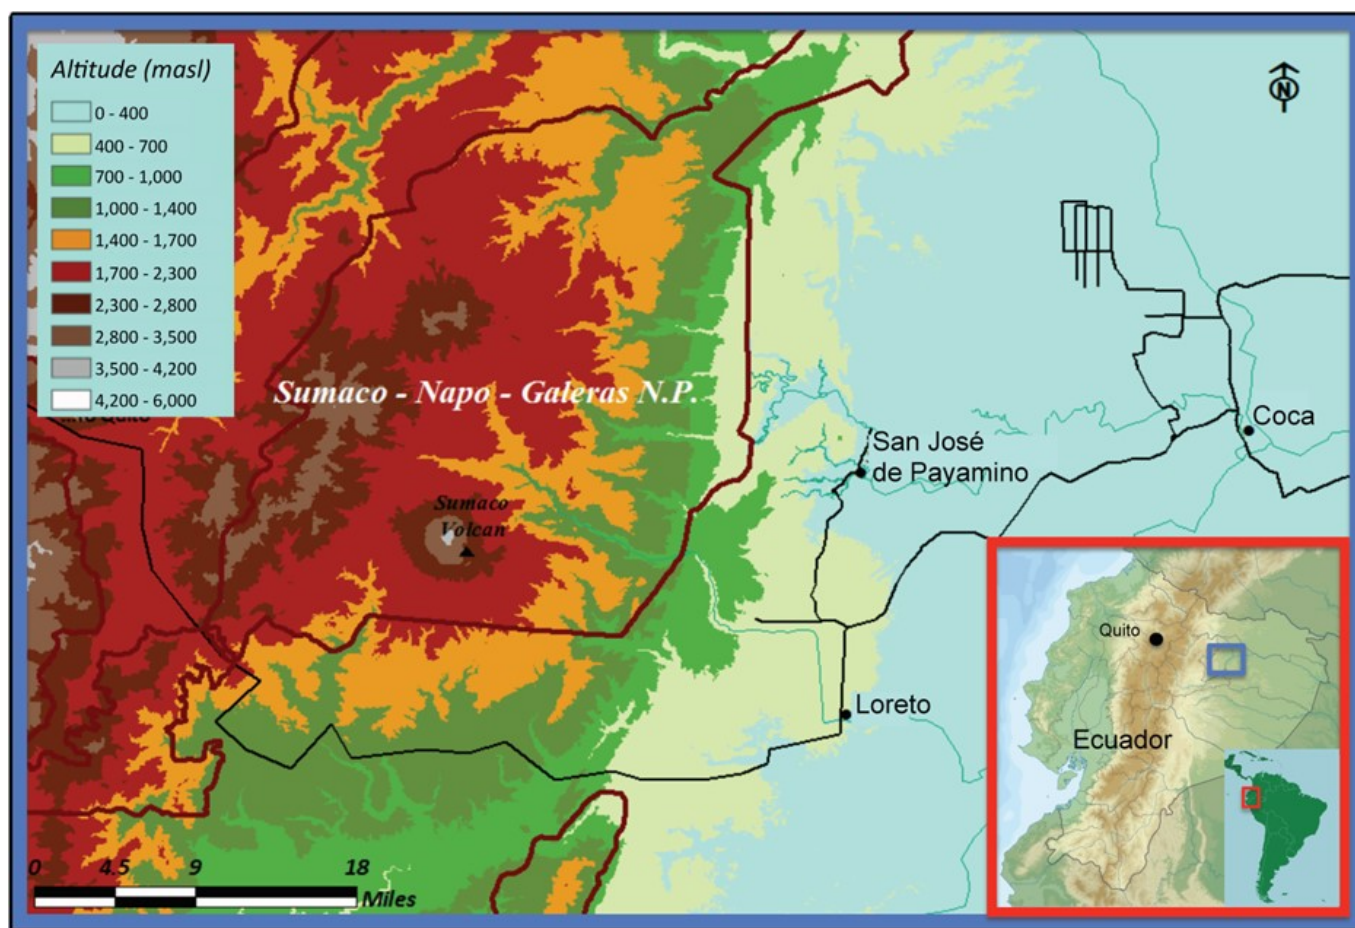 Altitude (masl)
0 - 400
400 - 700
700 - 1,000
1,000 - 1,400
1,400 - 1,700
1,700 - 2,300
2,300 - 2,800
2,800 - 3,500
3,500 - 4,200
4,200 - 6,000
N
Sumaco - Napo - Galeras N.P.
Quito
Coca
San José
de Payamino
Sumaco
Volcan
Loreto
Quito
Ecuador
0 4.5 9 18
Miles